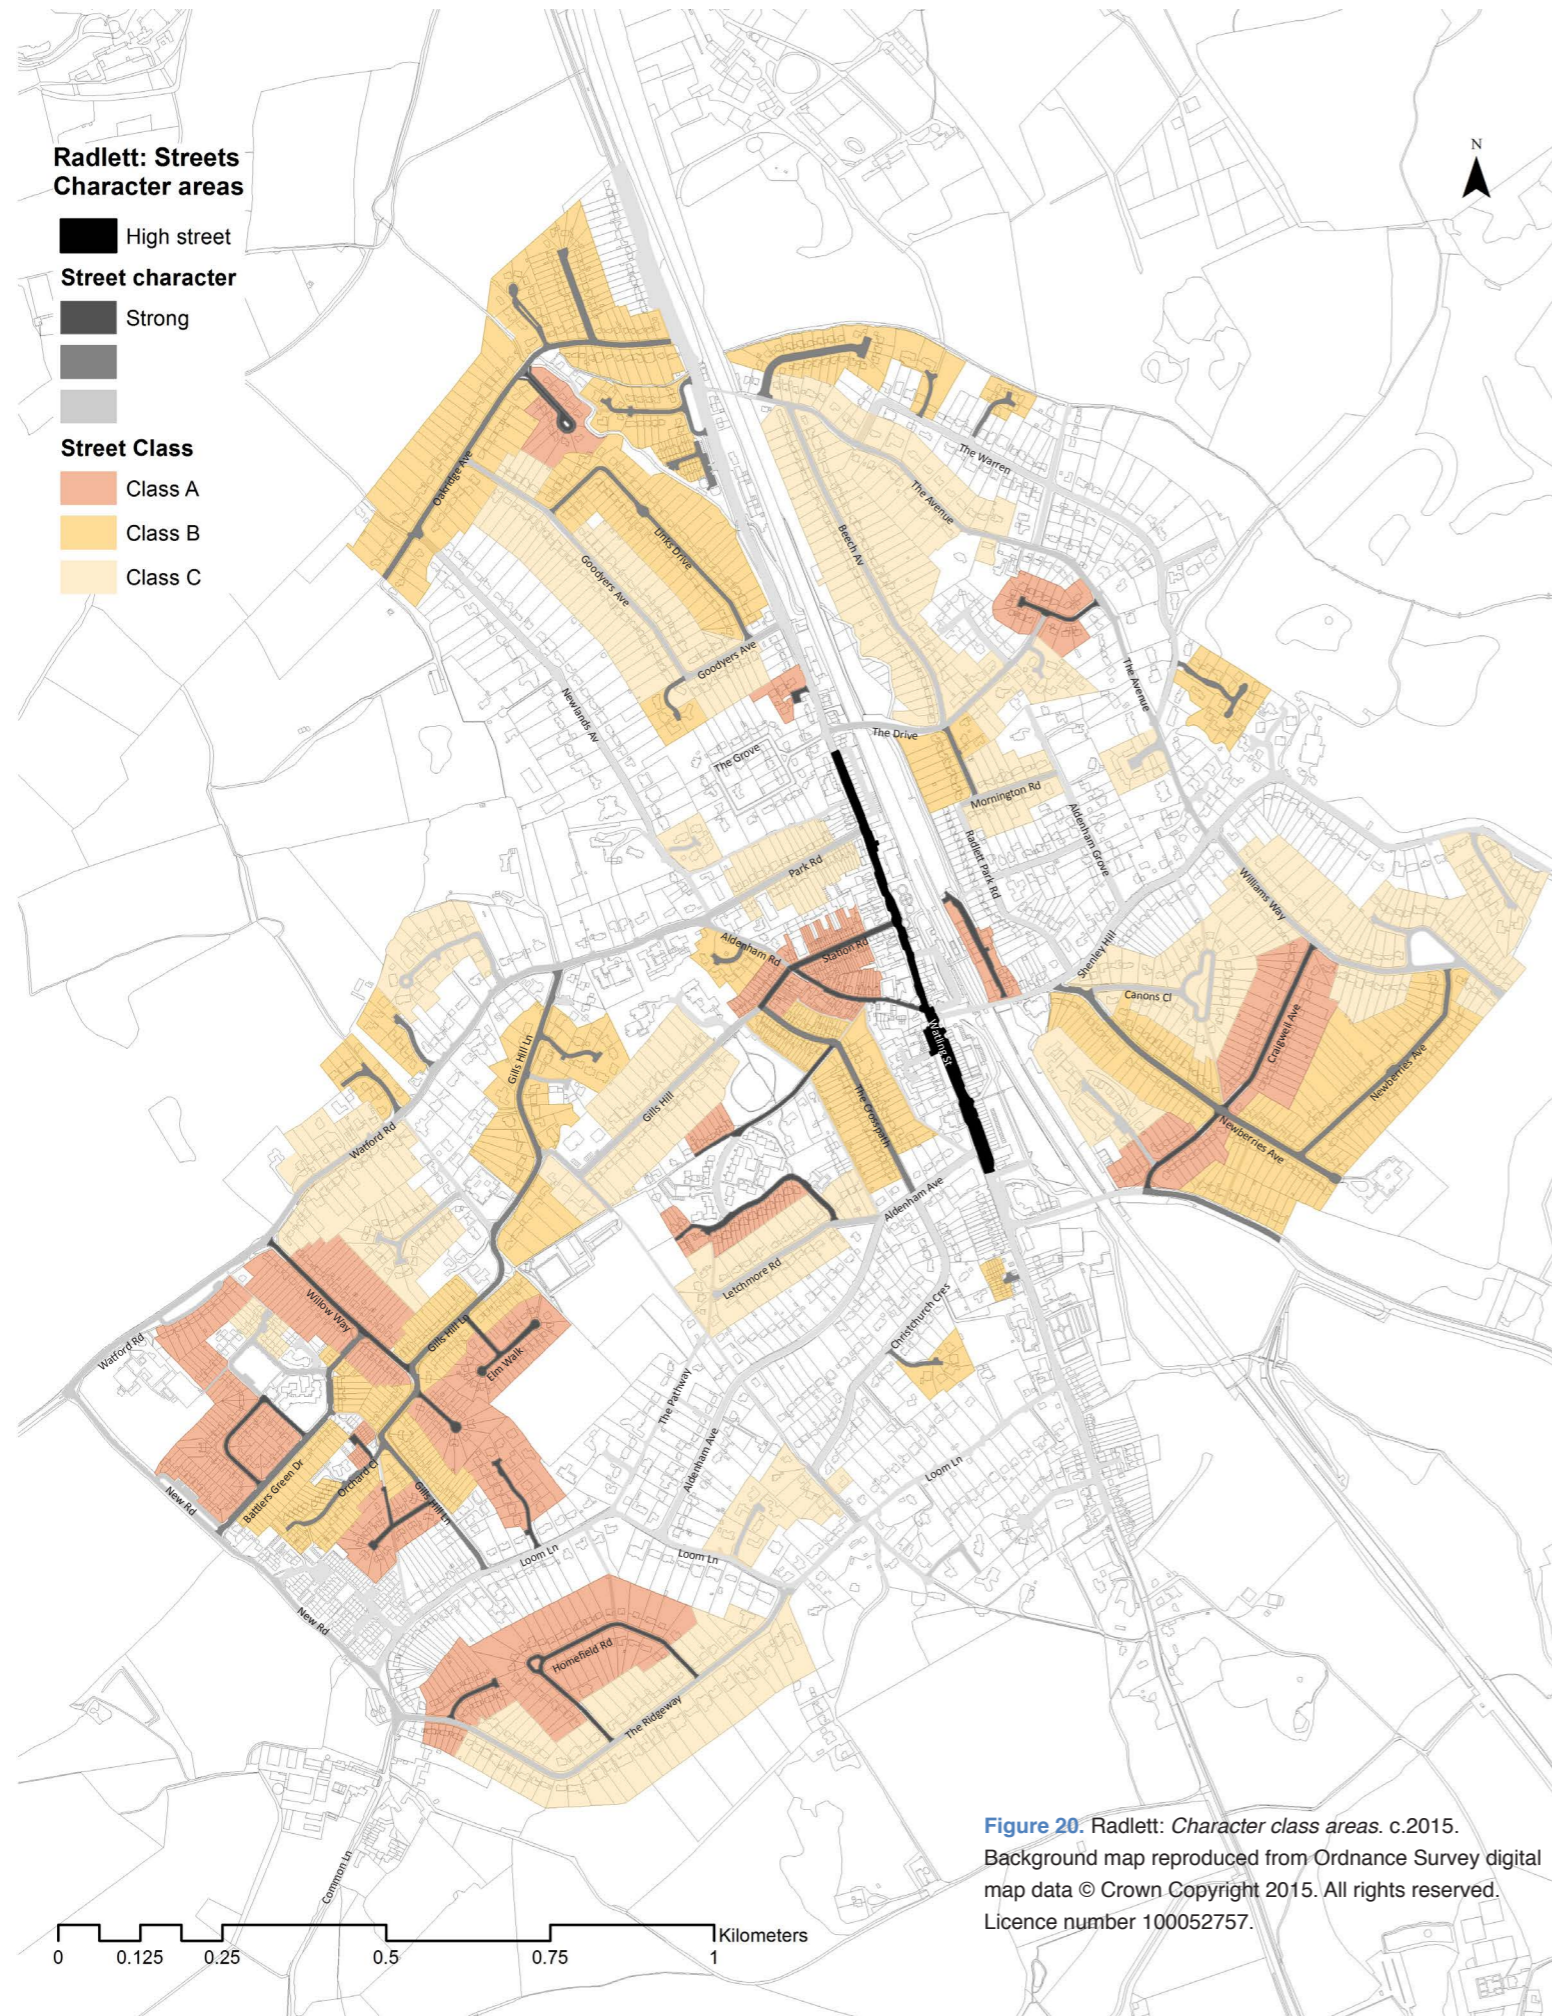 Radlett: Streets
Character areas
High street
Street character
Strong
Street Class
Class A
Class B
Class C
N
Oakridge Ave
Links Drive
Goodyers Ave
Goodyers Ave
Newlands Av
The Grove
The Warren
The Avenue
Beech Av
The Avenue
The Drive
Mornington Rd
Radlett Park Rd
Aldenham Grove
Park Rd
Williams Way
Shenley Hill
Aldenham Rd
Station Rd
Canons Cl
Craigweil Ave
Watling St
Newberries Ave
Newberries Ave
Gills Hill Ln
Gills Hill
The Crosspath
Watford Rd
Aldenham Ave
Letchmore Rd
Willow Way
Gills Hill Ln
Elm Walk
Christchurch Cres
Watford Rd
The Pathway
Aldenham Ave
Loom Ln
Battlers Green Dr
Orchard Cl
Gills Hill Ln
New Rd
Loom Ln
Loom Ln
New Rd
Homefield Rd
The Ridgeway
Common Ln
Figure 20. Radlett: Character class areas. c.2015.
Background map reproduced from Ordnance Survey digital
map data © Crown Copyright 2015. All rights reserved.
Licence number 100052757.
Kilometers
0 0.125 0.25 0.5 0.75 1